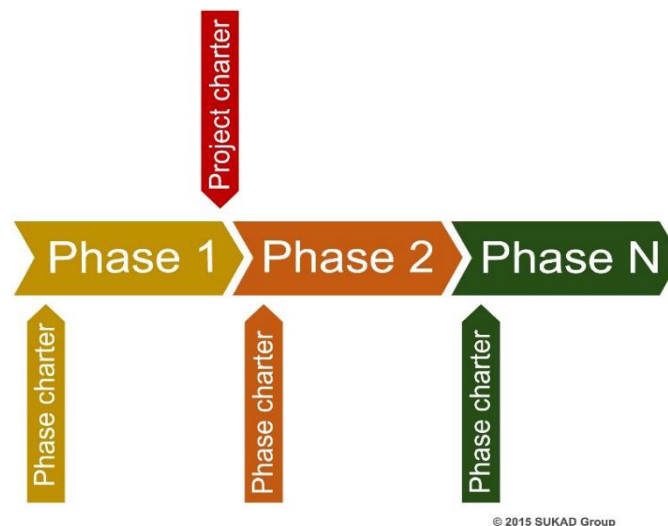 Project charter
Phase 1
Phase 2
Phase N
Phase charter
Phase charter
Phase charter
© 2015 SUKAD Group